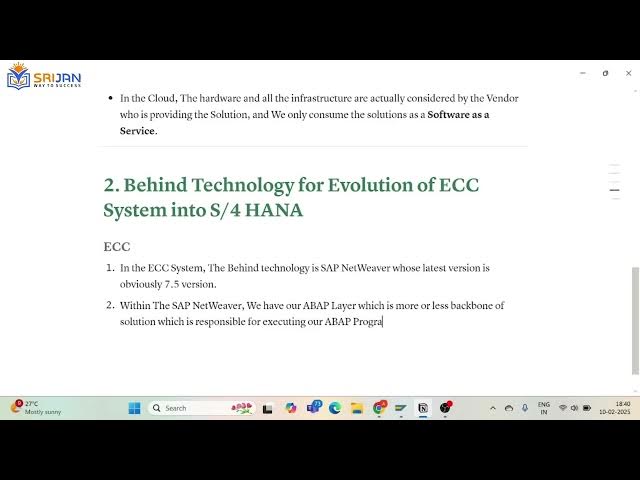 SRIJAN
WAY TO SUCCESS
• In the Cloud, The hardware and all the infrastructure are actually considered by the Vendor
who is providing the Solution, and We only consume the solutions as a Software as a
Service.
2. Behind Technology for Evolution of ECC
System into S/4 HANA
ECC
1. In the ECC System, The Behind technology is SAP NetWeaver whose latest version is
obviously 7.5 version.
2. Within The SAP NetWeaver, We have our ABAP Layer which is more or less backbone of
solution which is responsible for executing our ABAP Progra
27°C
Mostly sunny
Search
ENG
IN
18:40
10-02-2025